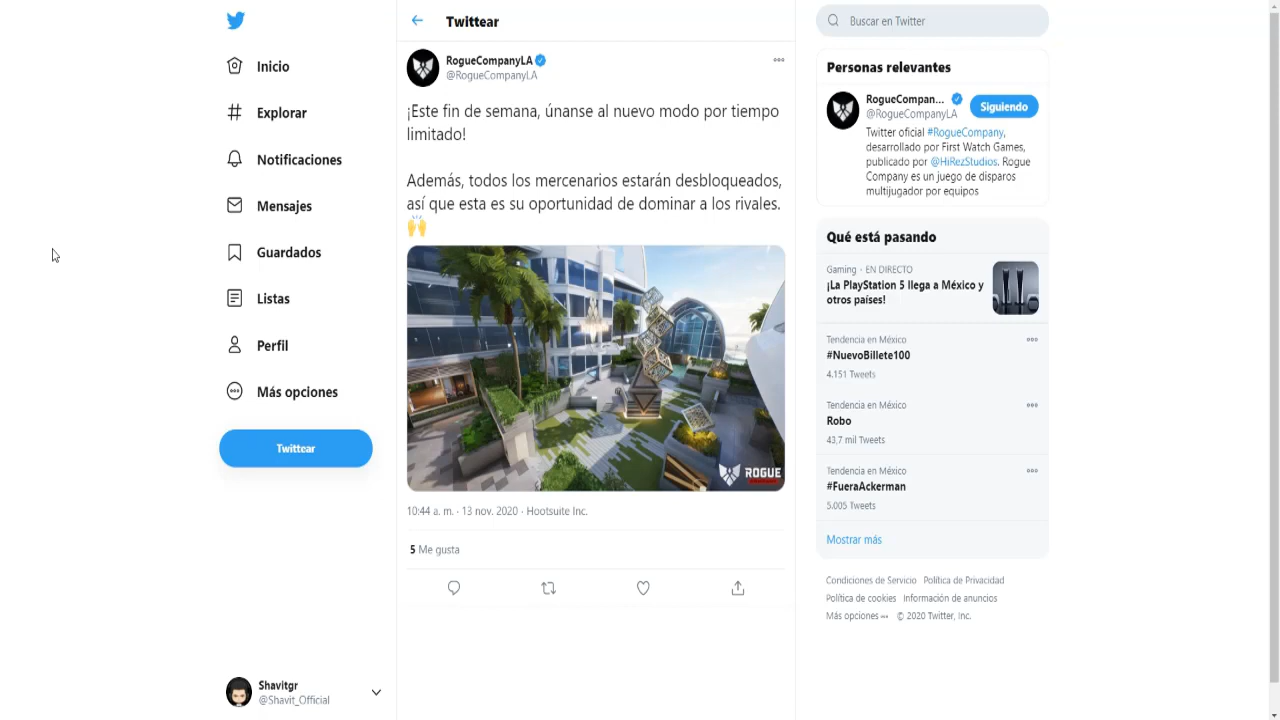 Inicio
Explorar
Notificaciones
Mensajes
Guardados
Listas
Perfil
Más opciones
Twittear
Shavitgr
@Shavit_Official
Twittear
RogueCompanyLA
@RogueCompanyLA
¡Este fin de semana, únanse al nuevo modo por tiempo
limitado!
Además, todos los mercenarios estarán desbloqueados,
así que esta es su oportunidad de dominar a los rivales.
🙌
ROGUE
10:44 a. m. · 13 nov. 2020 · Hootsuite Inc.
5 Me gusta
Buscar en Twitter
Personas relevantes
RogueCompan...
@RogueCompanyLA
Siguiendo
Twitter oficial #RogueCompany,
desarrollado por First Watch Games,
publicado por @HiRezStudios. Rogue
Company es un juego de disparos
multijugador por equipos
Qué está pasando
Gaming · EN DIRECTO
¡La PlayStation 5 llega a México y
otros países!
Tendencia en México
#NuevoBillete100
4.151 Tweets
Tendencia en México
Robo
43,7 mil Tweets
Tendencia en México
#FueraAckerman
5.005 Tweets
Mostrar más
Condiciones de Servicio Política de Privacidad
Política de cookies Información de anuncios
Más opciones ••• © 2020 Twitter, Inc.